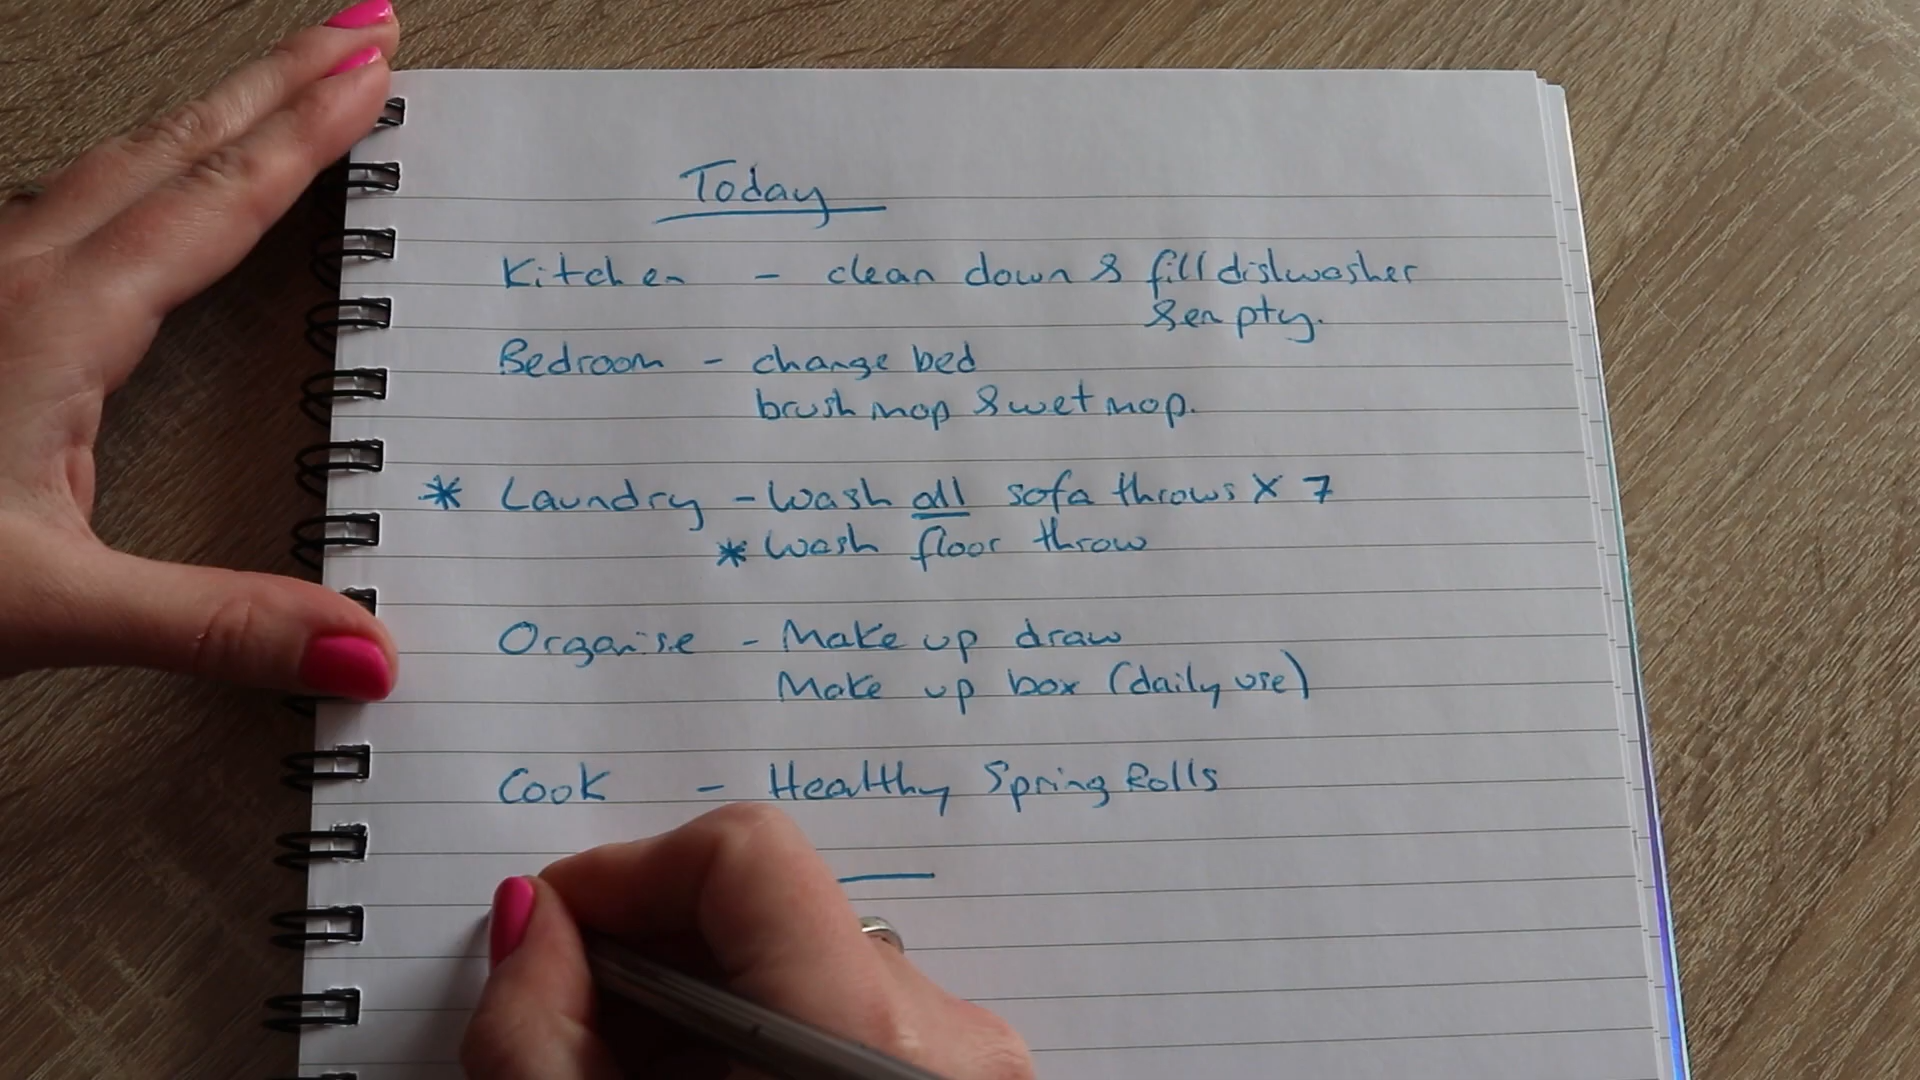 Today
Kitchen - clean down & fill dishwasher
& empty.
Bedroom - change bed
brush mop & wet mop.
* Laundry - Wash all sofa throws x 7
* Wash floor throw
Organise - Make up draw
Make up box (daily use)
Cook - Healthy Spring Rolls